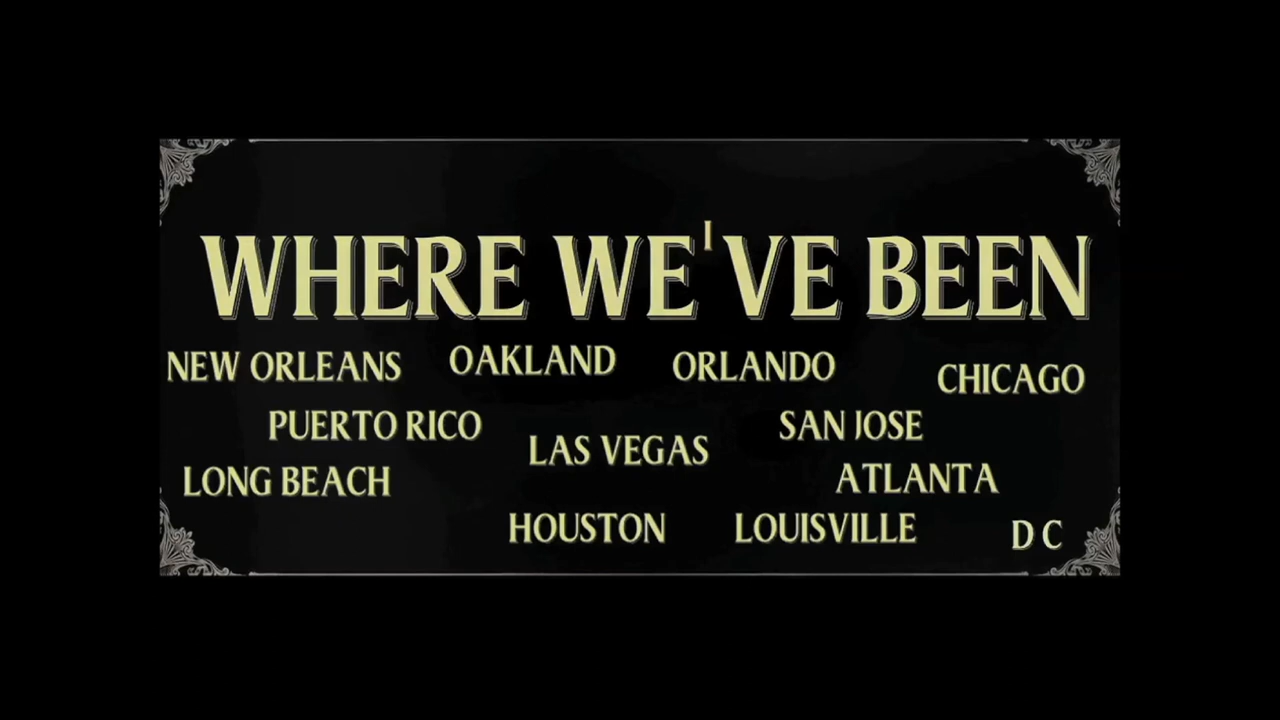 WHERE WE'VE BEEN
NEW ORLEANS OAKLAND ORLANDO CHICAGO
PUERTO RICO LAS VEGAS SAN JOSE
LONG BEACH ATLANTA
HOUSTON LOUISVILLE D C